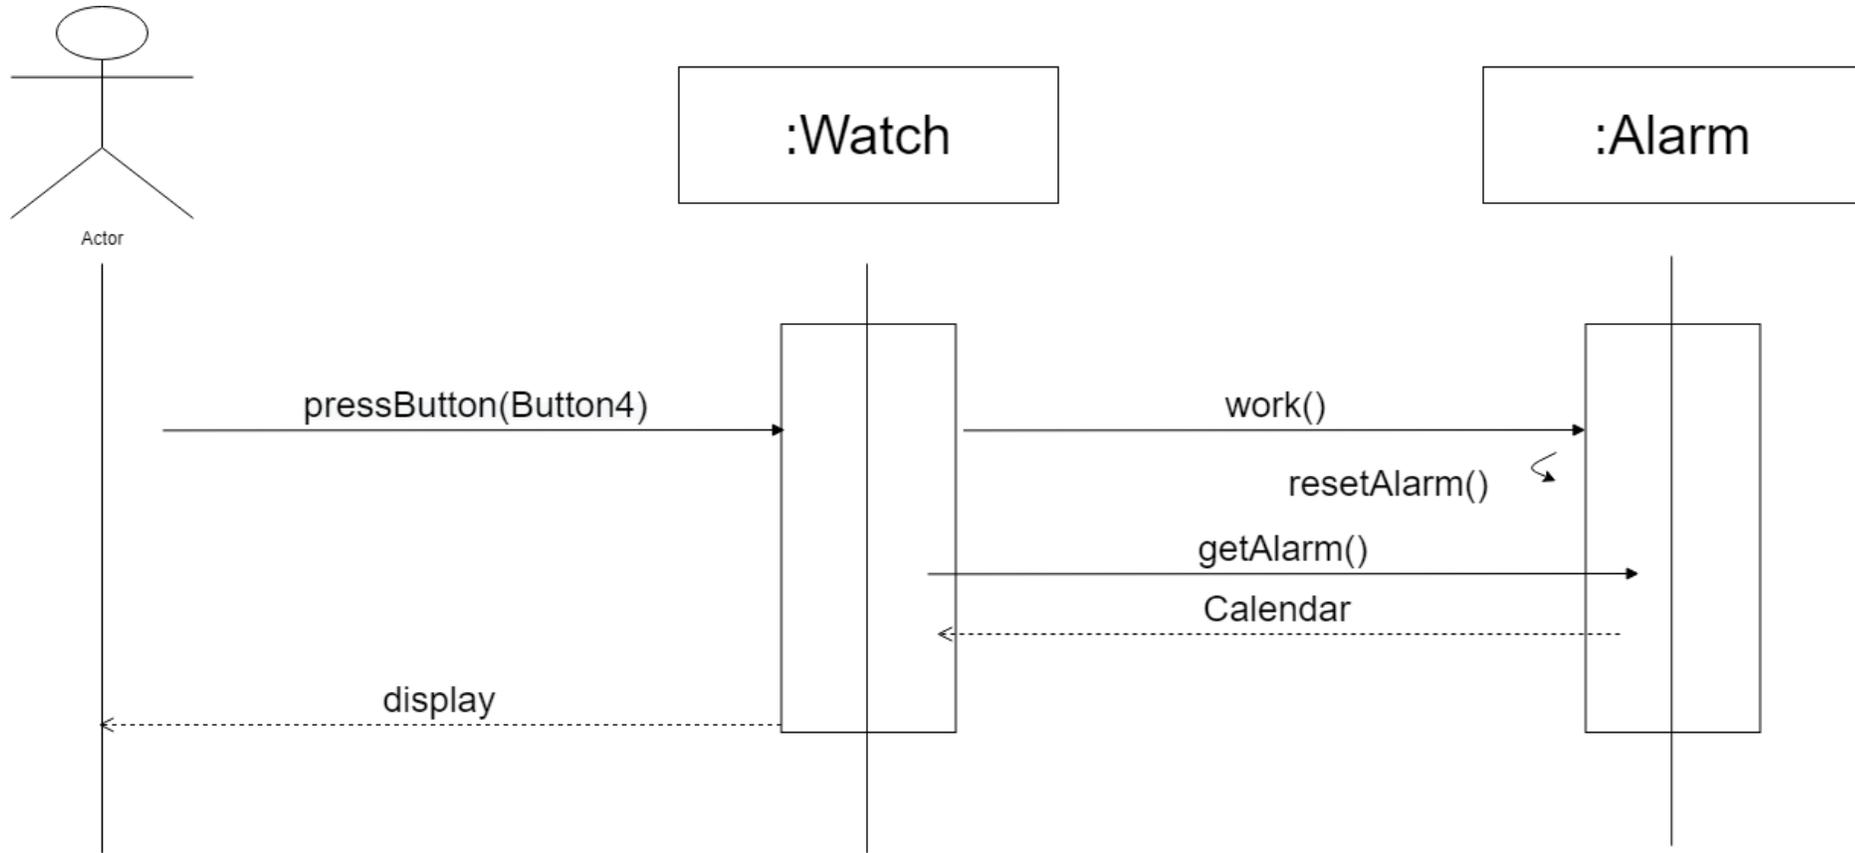 :Watch
:Alarm
Actor
pressButton(Button4)
work()
resetAlarm()
getAlarm()
Calendar
display